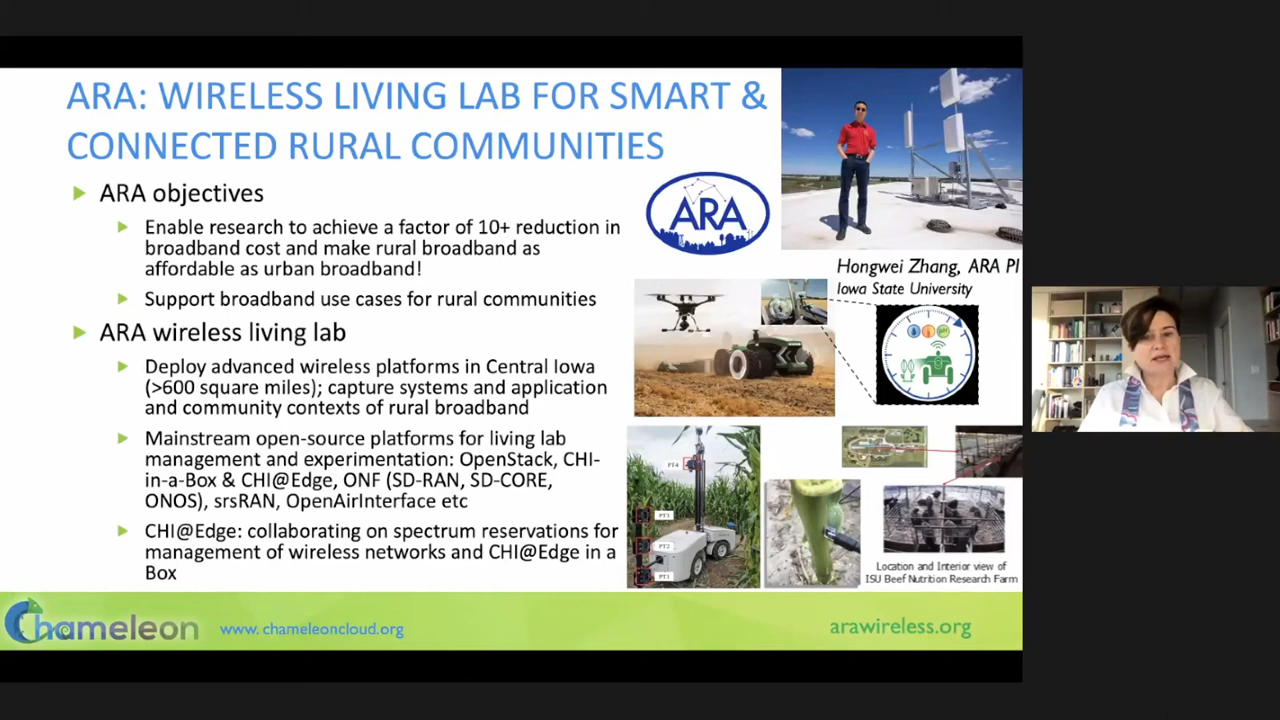 ARA: WIRELESS LIVING LAB FOR SMART &
CONNECTED RURAL COMMUNITIES
ARA objectives
Enable research to achieve a factor of 10+ reduction in
broadband cost and make rural broadband as
affordable as urban broadband!
Support broadband use cases for rural communities
ARA wireless living lab
Deploy advanced wireless platforms in Central Iowa
(>600 square miles); capture systems and application
and community contexts of rural broadband
Mainstream open-source platforms for living lab
management and experimentation: OpenStack, CHI-
in-a-Box & CHI@Edge, ONF (SD-RAN, SD-CORE,
ONOS), srsRAN, OpenAirInterface etc
CHI@Edge: collaborating on spectrum reservations for
management of wireless networks and CHI@Edge in a
Box
ARA
Hongwei Zhang, ARA PI
Iowa State University
pH
PT4
PT3
PT2
PT1
Location and Interior view of
ISU Beef Nutrition Research Farm
Chameleon
www.chameleoncloud.org
arawireless.org